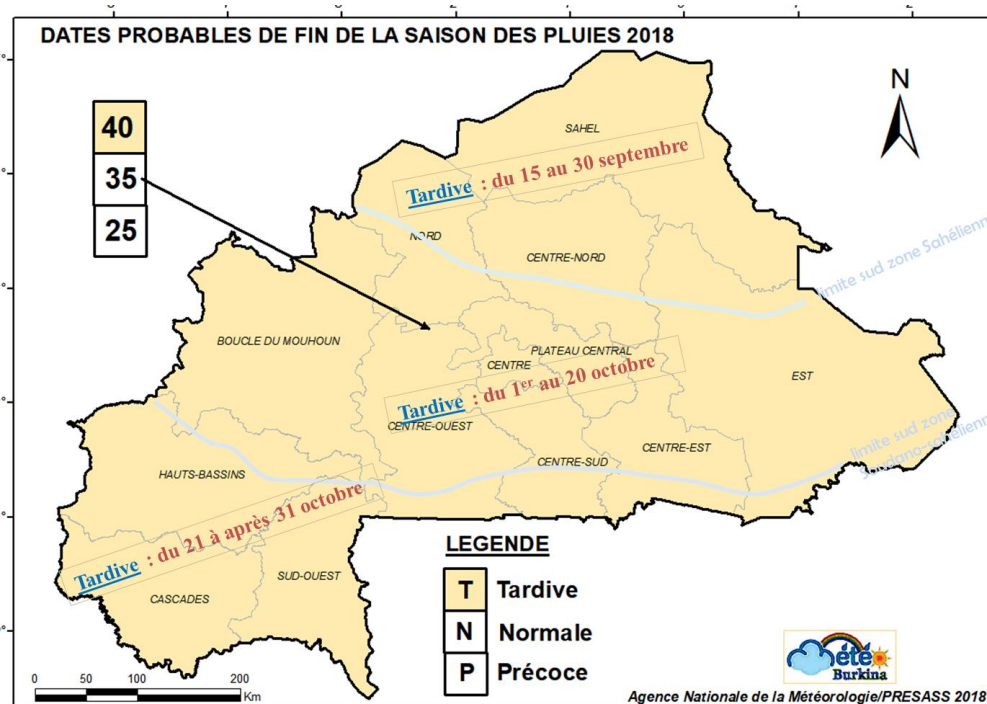 DATES PROBABLES DE FIN DE LA SAISON DES PLUIES 2018
N
40
35
25
SAHEL
Tardive : du 15 au 30 septembre
NORD
CENTRE-NORD
limite sud zone Sahélienne
BOUCLE DU MOUHOUN
PLATEAU CENTRAL
CENTRE
EST
Tardive : du 1er au 20 octobre
CENTRE-OUEST
CENTRE-EST
CENTRE-SUD
limite sud zone
Soudano-sahélienn
HAUTS-BASSINS
Tardive : du 21 à après 31 octobre
SUD-OUEST
CASCADES
LEGENDE
T Tardive
N Normale
P Précoce
0 50 100 200
Km
Météo
Burkina
Agence Nationale de la Météorologie/PRESASS 2018